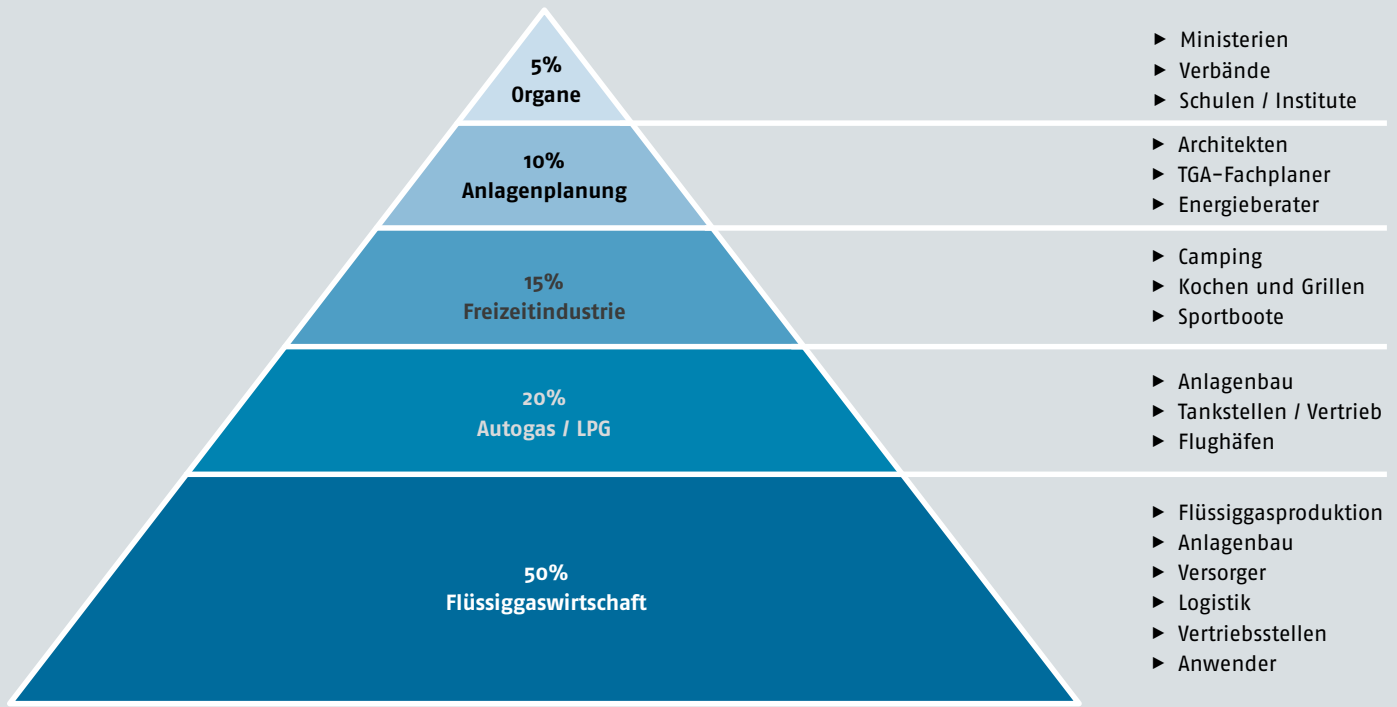 5%
Organe
▶ Ministerien
▶ Verbände
▶ Schulen / Institute
10%
Anlagenplanung
▶ Architekten
▶ TGA-Fachplaner
▶ Energieberater
15%
Freizeitindustrie
▶ Camping
▶ Kochen und Grillen
▶ Sportboote
20%
Autogas / LPG
▶ Anlagenbau
▶ Tankstellen / Vertrieb
▶ Flughäfen
50%
Flüssiggaswirtschaft
▶ Flüssiggasproduktion
▶ Anlagenbau
▶ Versorger
▶ Logistik
▶ Vertriebsstellen
▶ Anwender